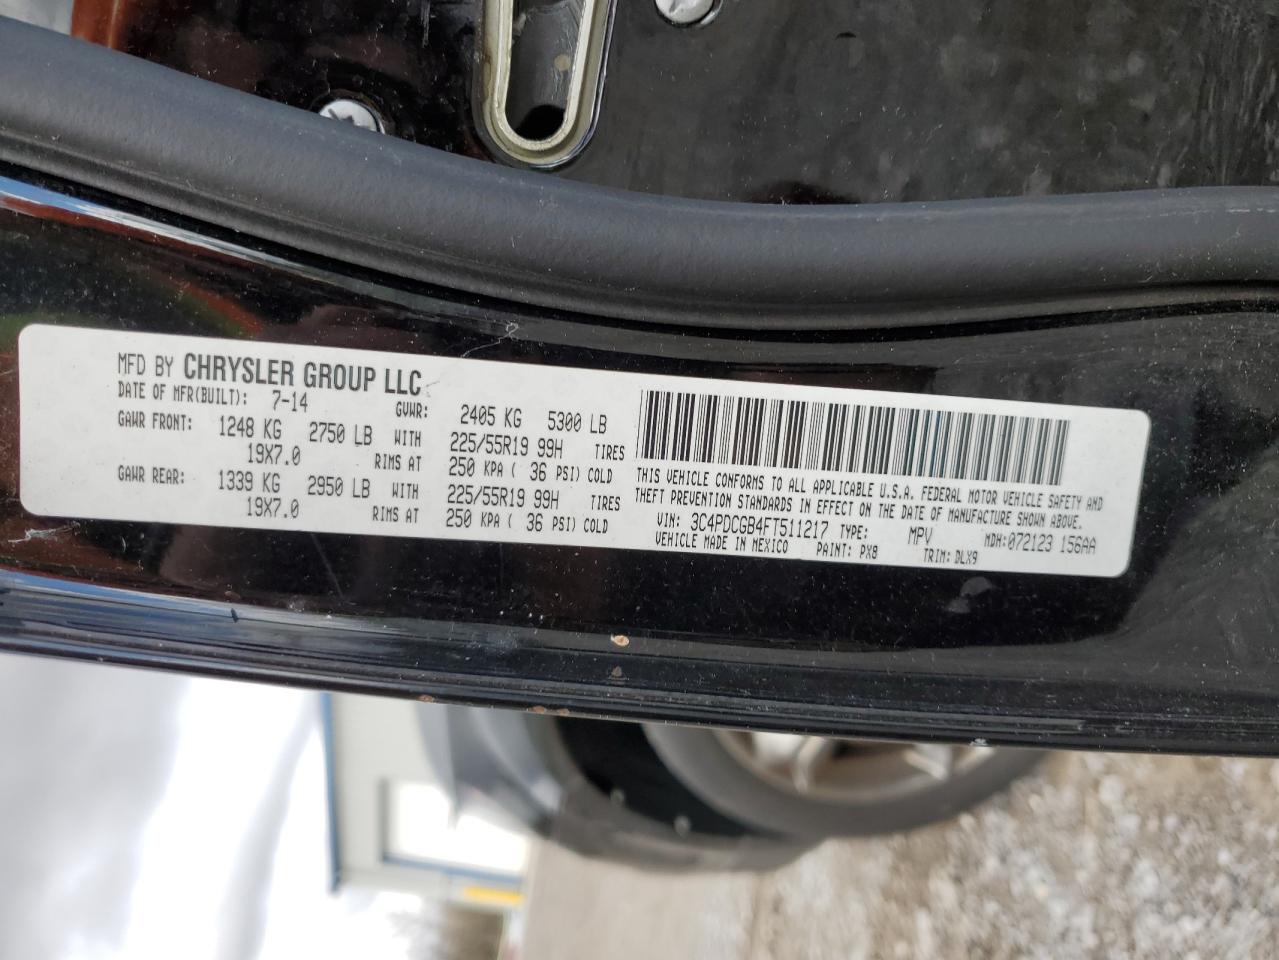 MFD BY CHRYSLER GROUP LLC
DATE OF MFR(BUILT): 7-14 GVWR: 2405 KG 5300 LB
GAWR FRONT: 1248 KG 2750 LB WITH 225/55R19 99H TIRES
19X7.0 RIMS AT 250 KPA ( 36 PSI) COLD
GAWR REAR: 1339 KG 2950 LB WITH 225/55R19 99H TIRES
19X7.0 RIMS AT 250 KPA ( 36 PSI) COLD
THIS VEHICLE CONFORMS TO ALL APPLICABLE U.S.A. FEDERAL MOTOR VEHICLE SAFETY AND
THEFT PREVENTION STANDARDS IN EFFECT ON THE DATE OF MANUFACTURE SHOWN ABOVE.
VIN: 3C4PDCGB4FT511217 TYPE: MPV MDH:072123 156AA
VEHICLE MADE IN MEXICO PAINT: PX8 TRIM: DLX9